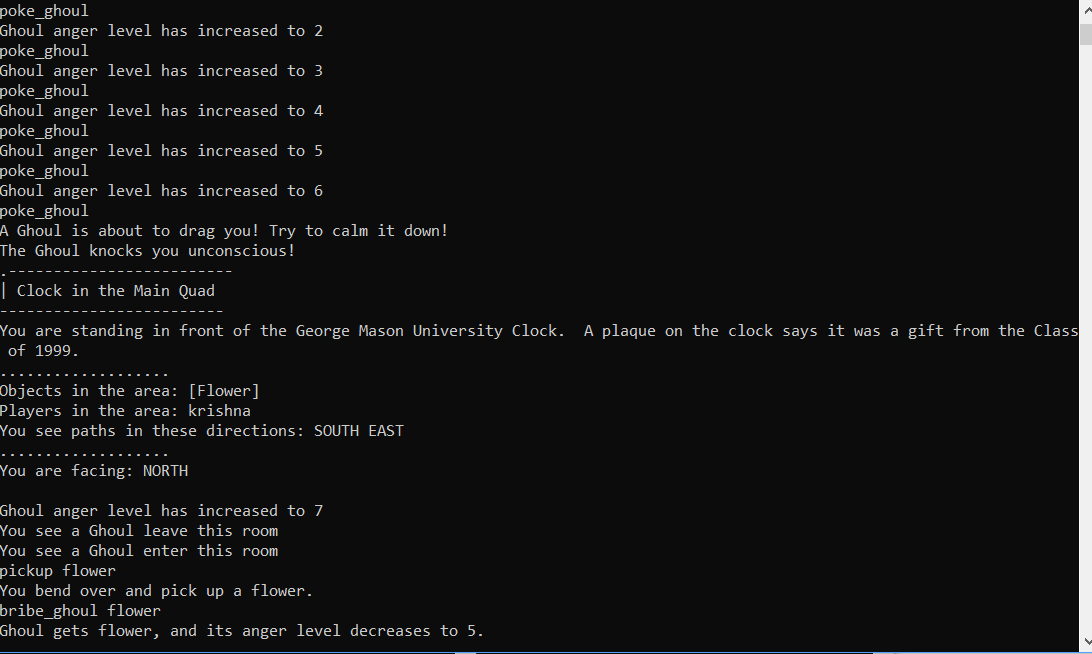 poke_ghoul
Ghoul anger level has increased to 2
poke_ghoul
Ghoul anger level has increased to 3
poke_ghoul
Ghoul anger level has increased to 4
poke_ghoul
Ghoul anger level has increased to 5
poke_ghoul
Ghoul anger level has increased to 6
poke_ghoul
A Ghoul is about to drag you! Try to calm it down!
The Ghoul knocks you unconscious!
.-------------------------
| Clock in the Main Quad
-------------------------
You are standing in front of the George Mason University Clock.  A plaque on the clock says it was a gift from the Class
 of 1999.
...................
Objects in the area: [Flower]
Players in the area: krishna
You see paths in these directions: SOUTH EAST
...................
You are facing: NORTH

Ghoul anger level has increased to 7
You see a Ghoul leave this room
You see a Ghoul enter this room
pickup flower
You bend over and pick up a flower.
bribe_ghoul flower
Ghoul gets flower, and its anger level decreases to 5.